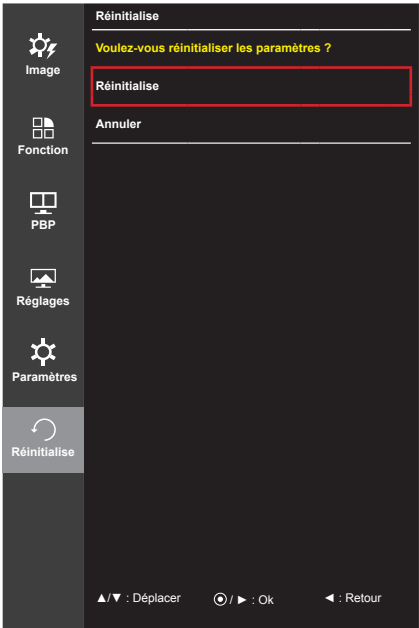 Réinitialise
Voulez-vous réinitialiser les paramètres ?
Réinitialise
Annuler
Image
Fonction
PBP
Réglages
Paramètres
Réinitialise
▲/▼ : Déplacer ⦿ / ► : Ok ◄ : Retour